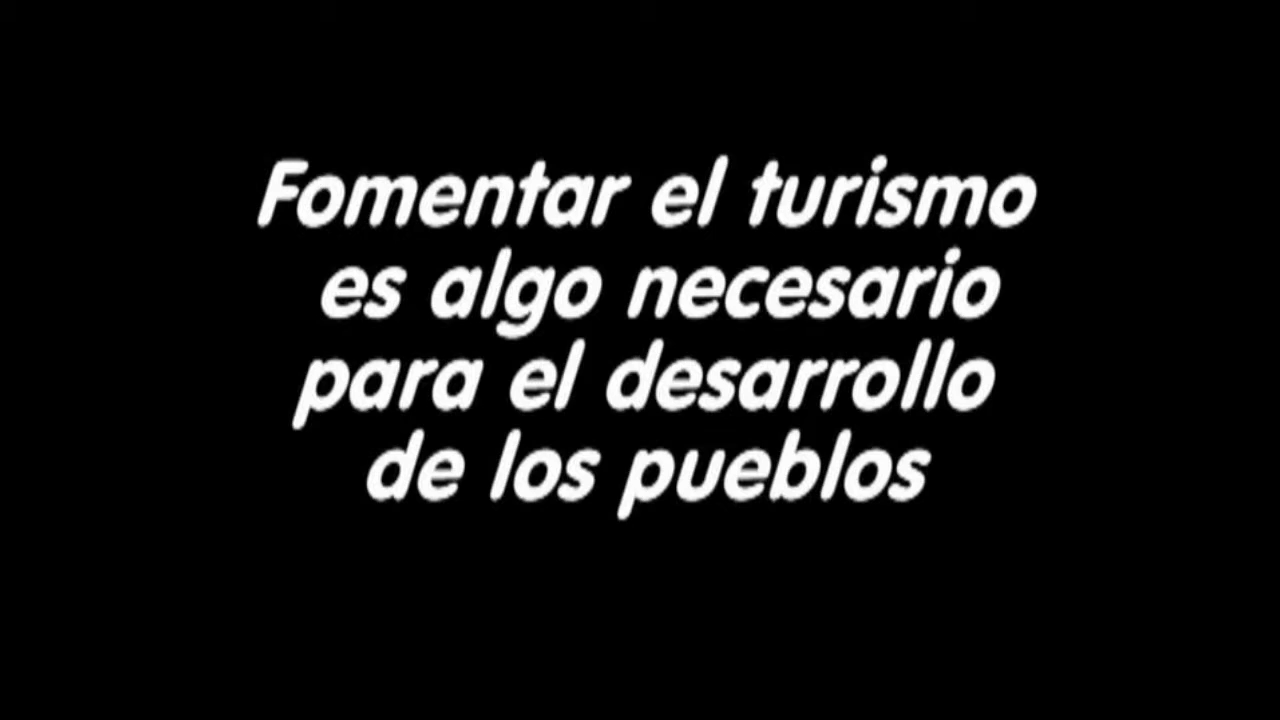 Fomentar el turismo
es algo necesario
para el desarrollo
de los pueblos